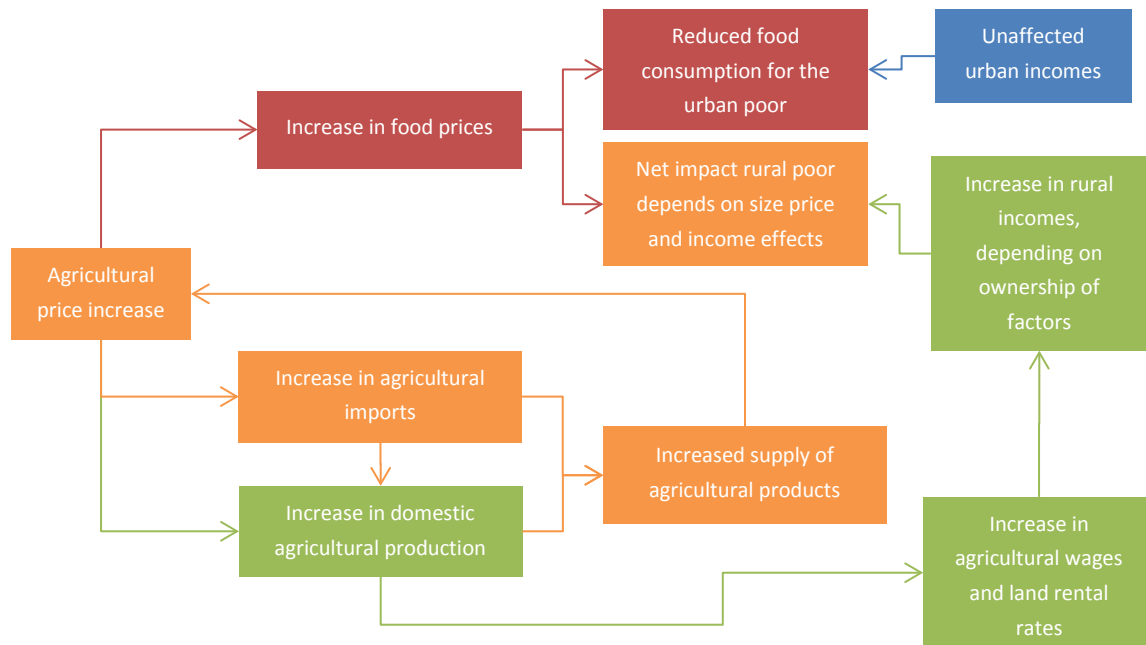 Reduced food
consumption for the
urban poor
Unaffected
urban incomes
Increase in food prices
Net impact rural poor
depends on size price
and income effects
Increase in rural
incomes,
depending on
ownership of
factors
Agricultural
price increase
Increase in agricultural
imports
Increased supply of
agricultural products
Increase in domestic
agricultural production
Increase in
agricultural wages
and land rental
rates